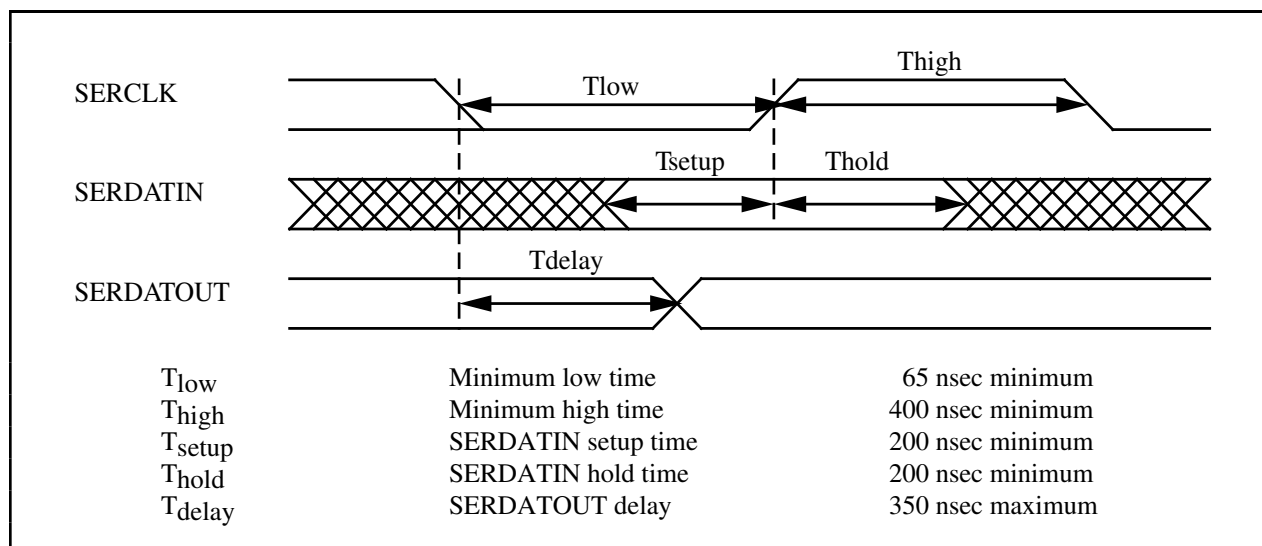 Thigh
SERCLK
Tlow
Tsetup
Thold
SERDATIN
Tdelay
SERDATOUT
Tlow Minimum low time 65 nsec minimum
Thigh Minimum high time 400 nsec minimum
Tsetup SERDATIN setup time 200 nsec minimum
Thold SERDATIN hold time 200 nsec minimum
Tdelay SERDATOUT delay 350 nsec maximum